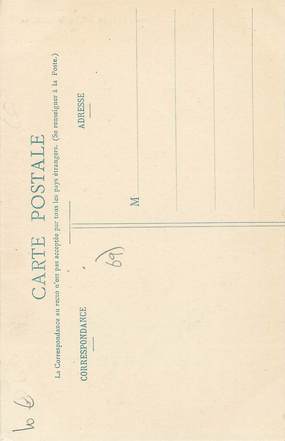 CARTE POSTALE
La Correspondance au recto n'est pas acceptée par tous les pays étrangers. (Se renseigner à la Poste.)
CORRESPONDANCE
ADRESSE
M
69)